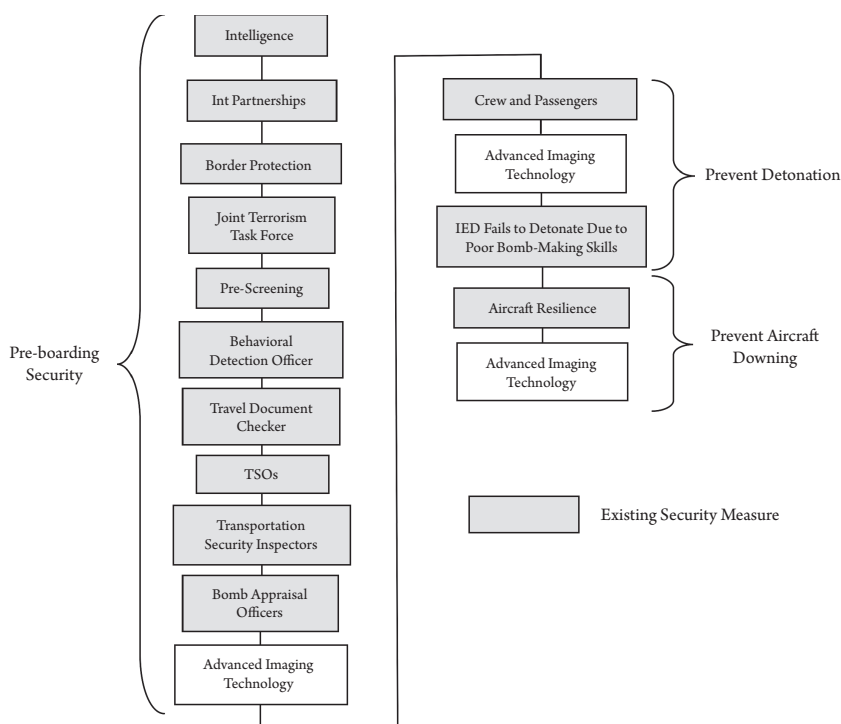 Intelligence
Int Partnerships
Border Protection
Joint Terrorism
Task Force
Pre-Screening
Behavioral
Detection Officer
Travel Document
Checker
TSOs
Transportation
Security Inspectors
Bomb Appraisal
Officers
Advanced Imaging
Technology
Pre-boarding
Security
Crew and Passengers
Advanced Imaging
Technology
IED Fails to Detonate Due to
Poor Bomb-Making Skills
Prevent Detonation
Aircraft Resilience
Advanced Imaging
Technology
Prevent Aircraft
Downing
Existing Security Measure